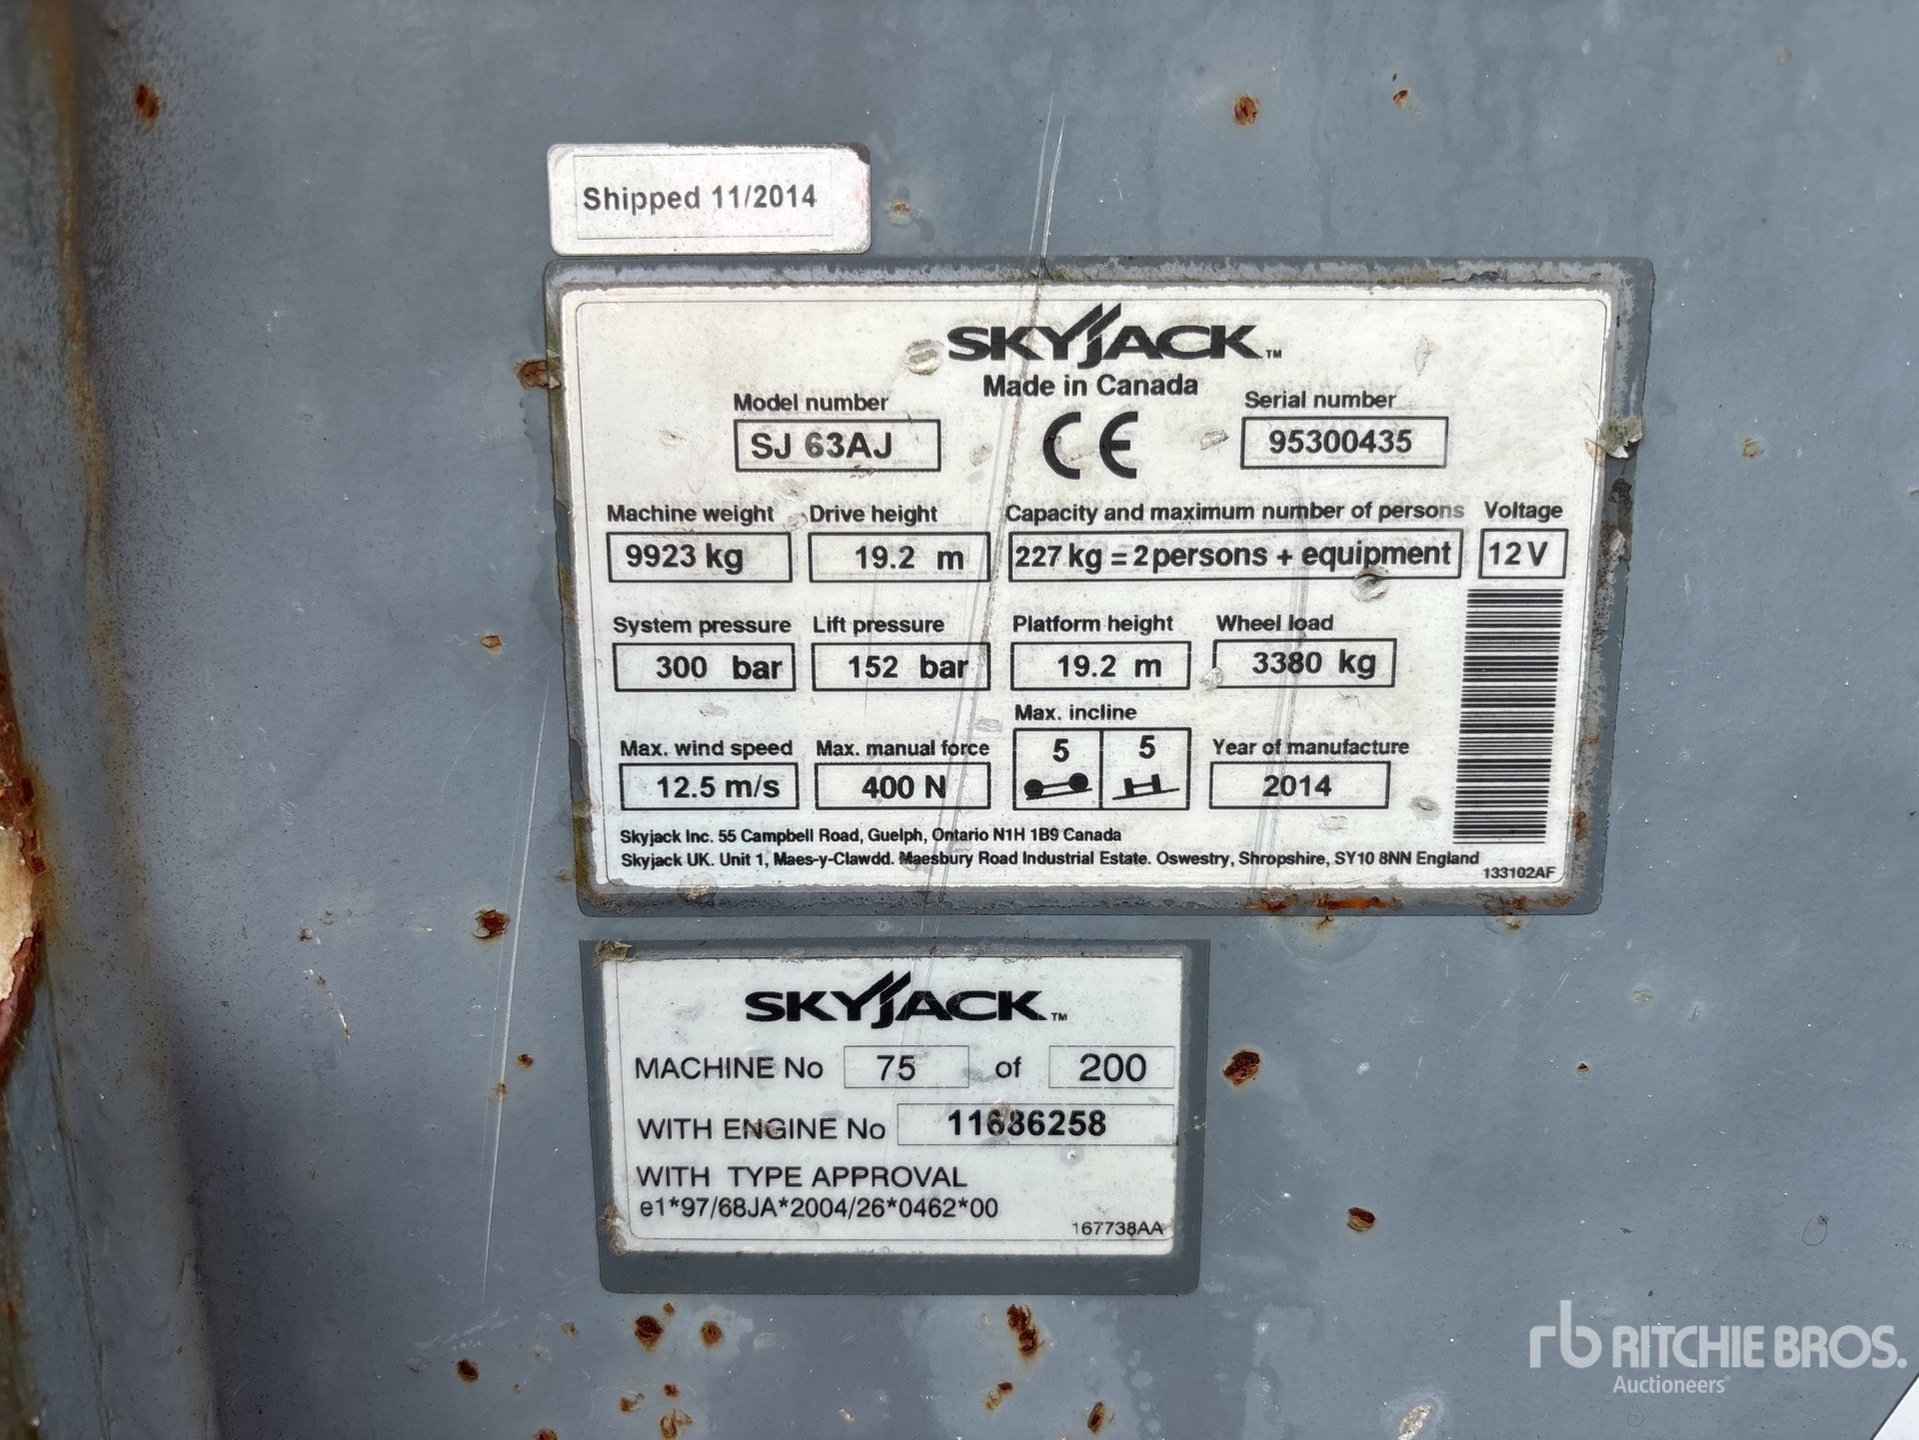 Shipped 11/2014
SKYJACK™
Made in Canada
Model number
SJ 63AJ
CE
Serial number
95300435
Machine weight Drive height Capacity and maximum number of persons Voltage
9923 kg 19.2 m 227 kg = 2 persons + equipment 12 V
System pressure Lift pressure Platform height Wheel load
300 bar 152 bar 19.2 m 3380 kg
Max. incline
5 5
Max. wind speed Max. manual force Year of manufacture
12.5 m/s 400 N 2014
Skyjack Inc. 55 Campbell Road, Guelph, Ontario N1H 1B9 Canada
Skyjack UK. Unit 1, Maes-y-Clawdd. Maesbury Road Industrial Estate. Oswestry, Shropshire, SY10 8NN England
133102AF
SKYJACK™
MACHINE No 75 of 200
WITH ENGINE No 11686258
WITH TYPE APPROVAL
e1*97/68JA*2004/26*0462*00
167738AA
rb RITCHIE BROS.
Auctioneers